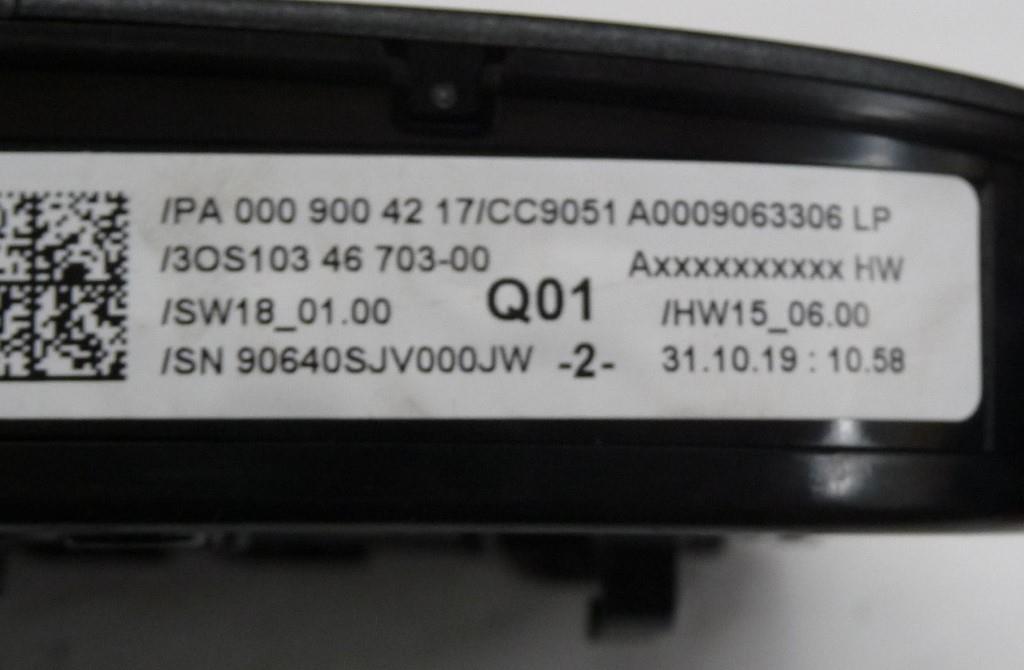 /PA 000 900 42 17/CC9051 A0009063306 LP
/3OS103 46 703-00 Axxxxxxxxxx HW
/SW18_01.00 Q01 /HW15_06.00
/SN 90640SJV000JW -2- 31.10.19 : 10.58